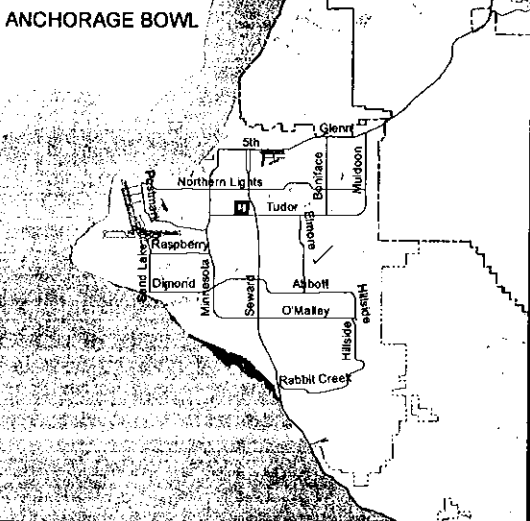 ANCHORAGE BOWL
Glenn
5th
Postmark
Northern Lights
Boniface
Muldoon
Tudor
Elmore
Raspberry
Sand Lake
Minnesota
Seward
Dimond
Abbott
Hillside
O'Malley
Hillside
Rabbit Creek